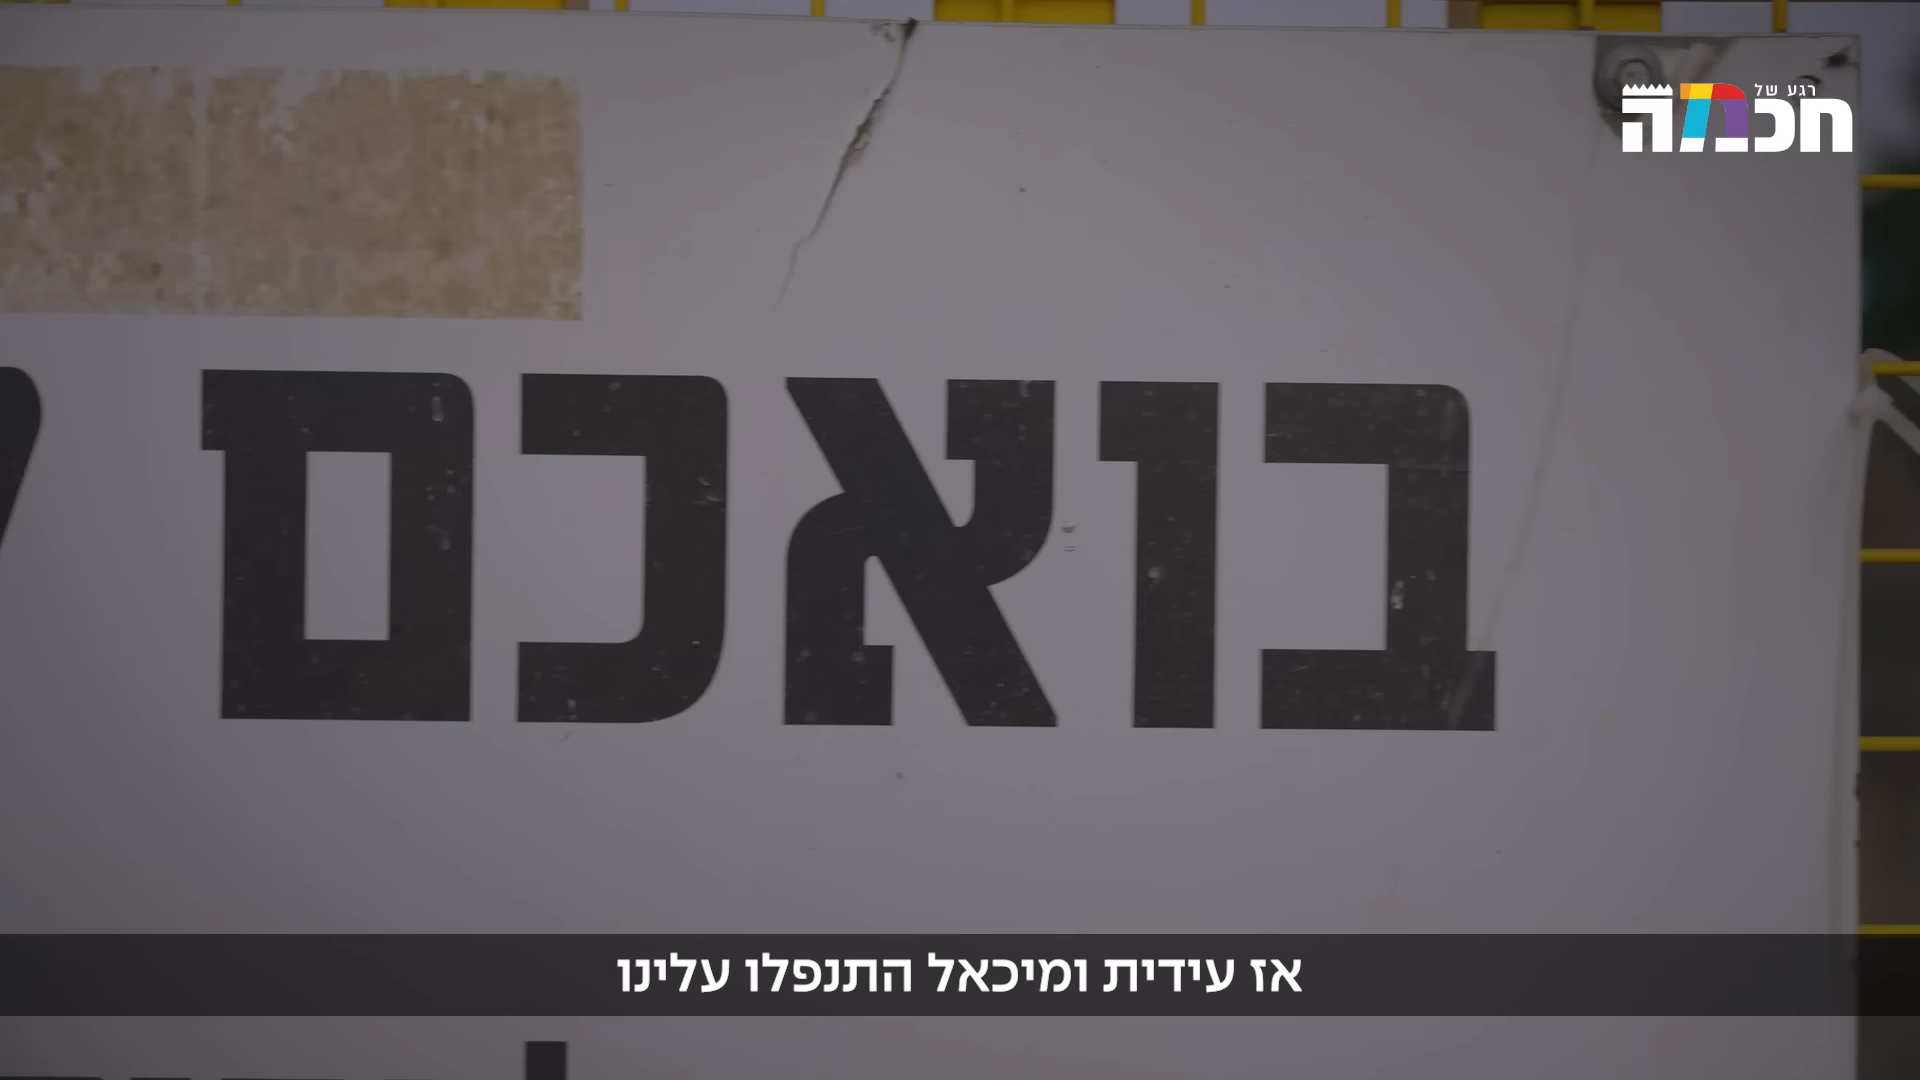 רגע של
חכמה
בואכם
אז עידית ומיכאל התנפלו עלינו